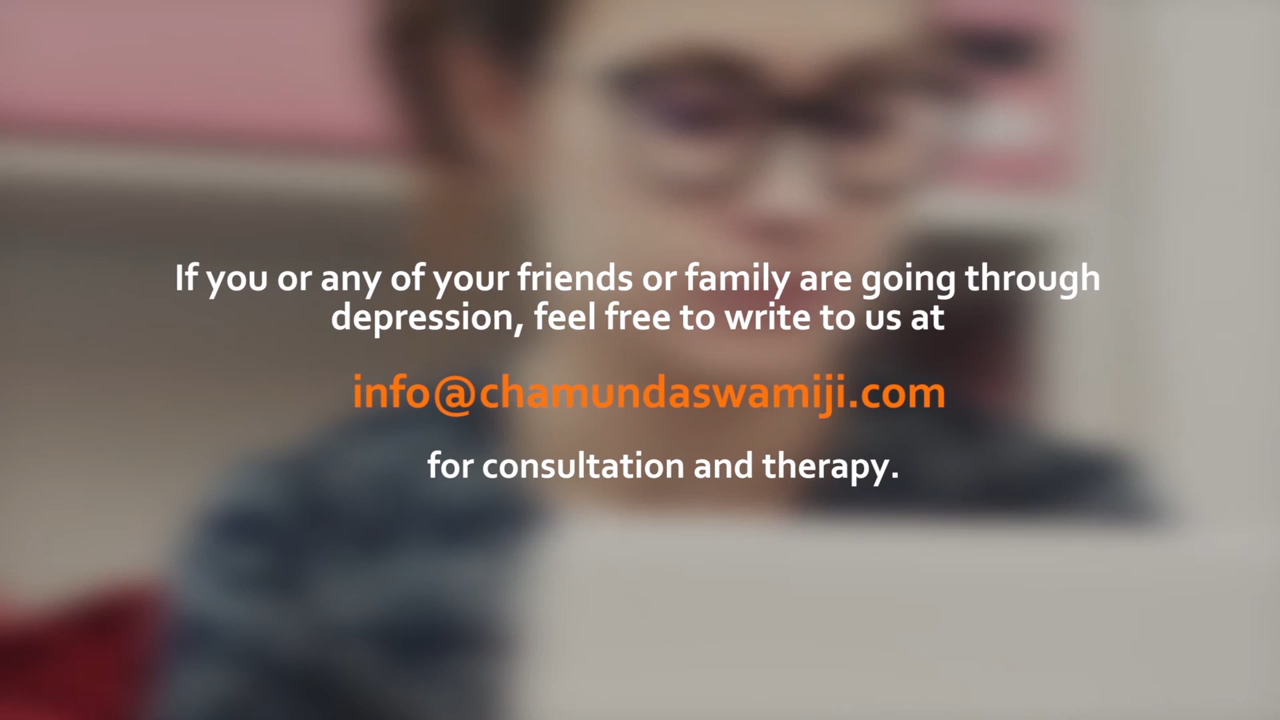 If you or any of your friends or family are going through
depression, feel free to write to us at
info@chamundaswamiji.com
for consultation and therapy.